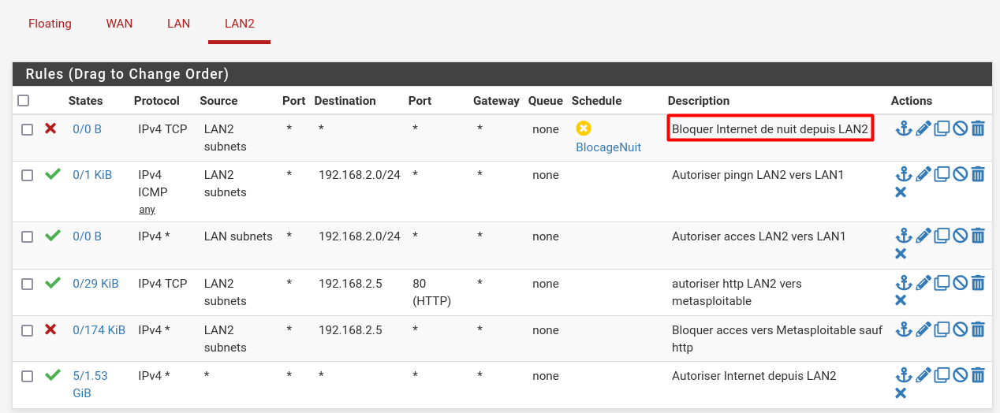 Floating WAN LAN LAN2
Rules (Drag to Change Order)
States Protocol Source Port Destination Port Gateway Queue Schedule Description Actions
0/0 B IPv4 TCP LAN2 * * * * none Bloquer Internet de nuit depuis LAN2
subnets BlocageNuit
0/1 KiB IPv4 LAN2 * 192.168.2.0/24 * * none Autoriser pingn LAN2 vers LAN1
ICMP subnets
any
0/0 B IPv4 * LAN subnets * 192.168.2.0/24 * * none Autoriser acces LAN2 vers LAN1
0/29 KiB IPv4 TCP LAN2 * 192.168.2.5 80 * none autoriser http LAN2 vers
subnets (HTTP) metasploitable
0/174 KiB IPv4 * LAN2 * 192.168.2.5 * * none Bloquer acces vers Metasploitable sauf
subnets http
5/1.53 IPv4 * * * * * * none Autoriser Internet depuis LAN2
GiB